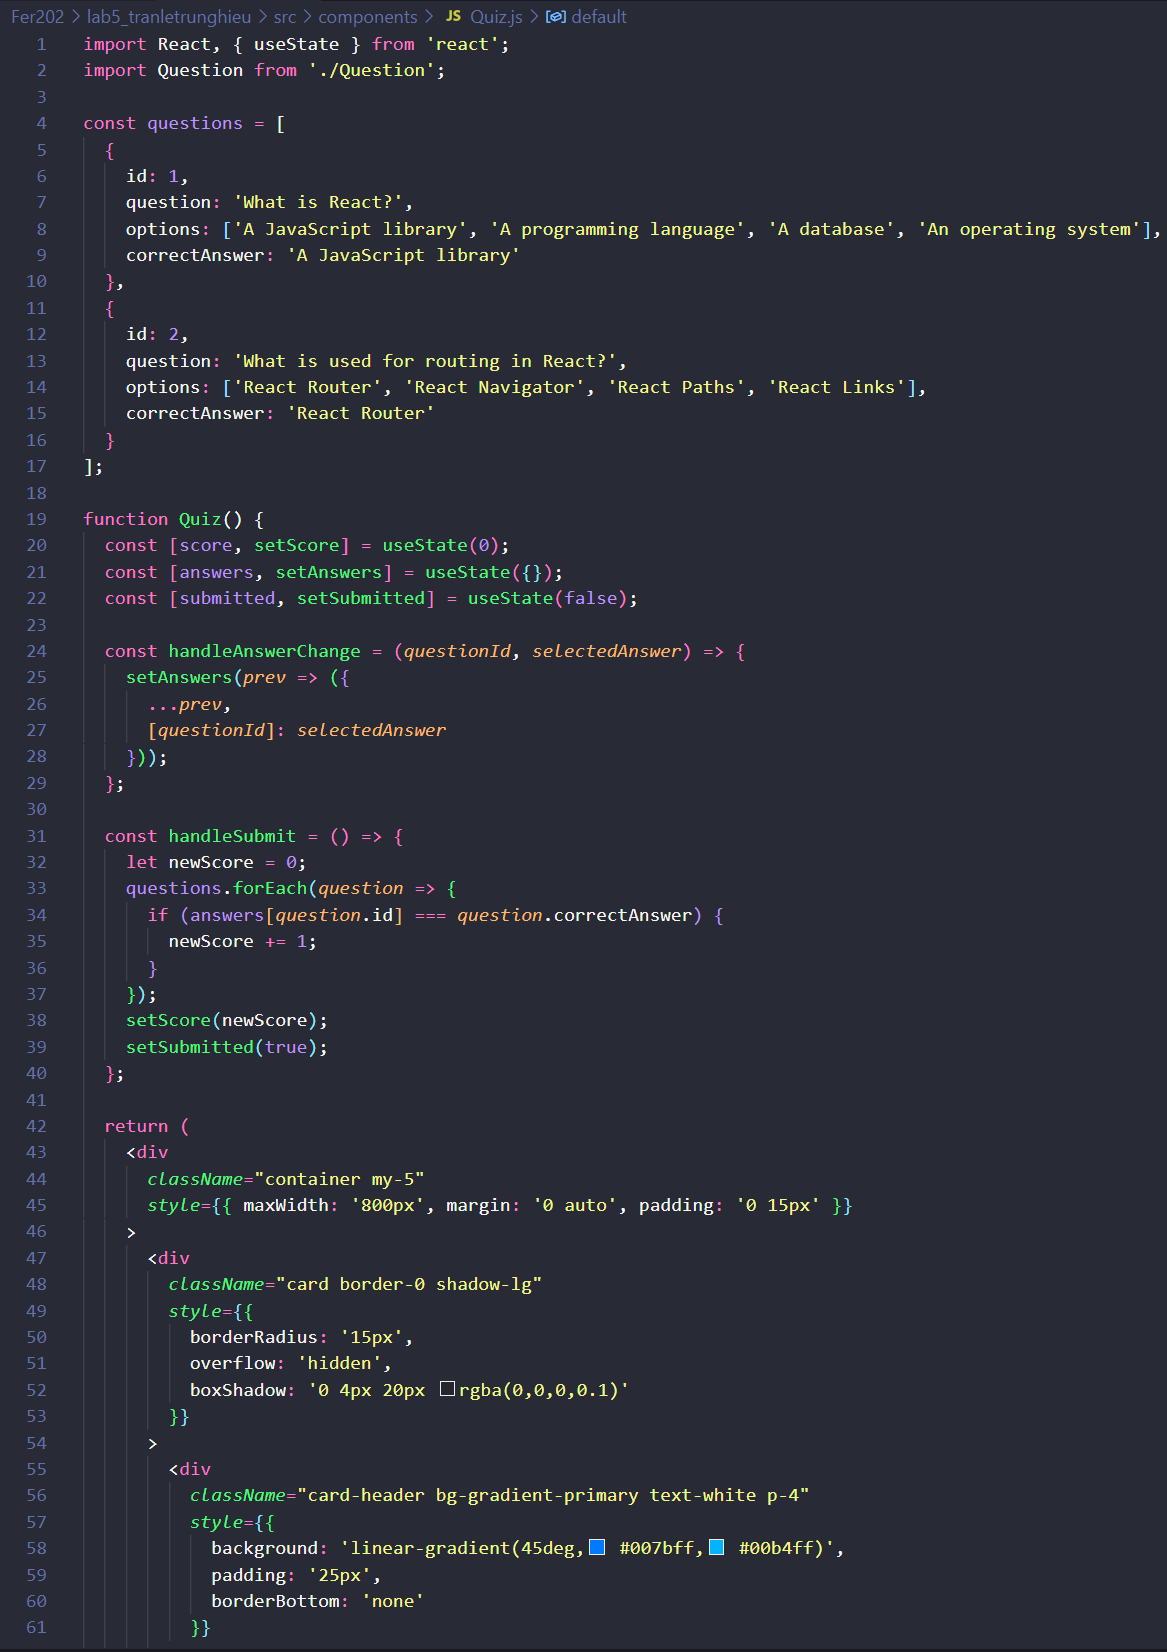 Fer202 > lab5_tranletrunghieu > src > components > JS Quiz.js > default
1 import React, { useState } from 'react';
2 import Question from './Question';
3
4 const questions = [
5   {
6     id: 1,
7     question: 'What is React?',
8     options: ['A JavaScript library', 'A programming language', 'A database', 'An operating system'],
9     correctAnswer: 'A JavaScript library'
10   },
11   {
12     id: 2,
13     question: 'What is used for routing in React?',
14     options: ['React Router', 'React Navigator', 'React Paths', 'React Links'],
15     correctAnswer: 'React Router'
16   }
17 ];
18
19 function Quiz() {
20   const [score, setScore] = useState(0);
21   const [answers, setAnswers] = useState({});
22   const [submitted, setSubmitted] = useState(false);
23
24   const handleAnswerChange = (questionId, selectedAnswer) => {
25     setAnswers(prev => ({
26       ...prev,
27       [questionId]: selectedAnswer
28     }));
29   };
30
31   const handleSubmit = () => {
32     let newScore = 0;
33     questions.forEach(question => {
34       if (answers[question.id] === question.correctAnswer) {
35         newScore += 1;
36       }
37     });
38     setScore(newScore);
39     setSubmitted(true);
40   };
41
42   return (
43     <div
44       className="container my-5"
45       style={{ maxWidth: '800px', margin: '0 auto', padding: '0 15px' }}
46     >
47       <div
48         className="card border-0 shadow-lg"
49         style={{
50           borderRadius: '15px',
51           overflow: 'hidden',
52           boxShadow: '0 4px 20px rgba(0,0,0,0.1)'
53         }}
54       >
55         <div
56           className="card-header bg-gradient-primary text-white p-4"
57           style={{
58             background: 'linear-gradient(45deg, #007bff, #00b4ff)',
59             padding: '25px',
60             borderBottom: 'none'
61           }}